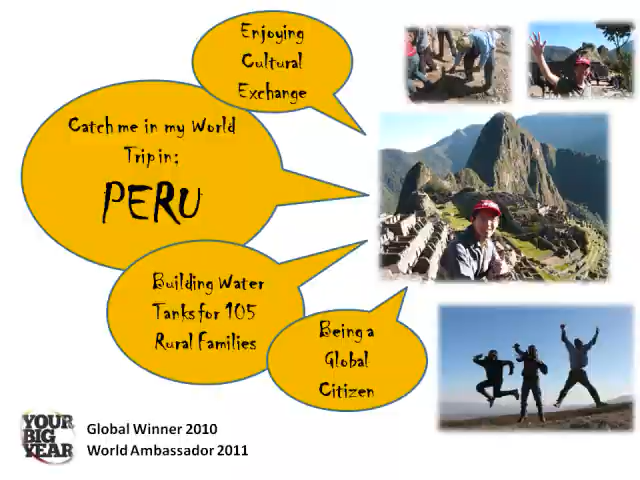 Enjoying
Cultural
Exchange
Catch me in my World
Trip in;
PERU
Building Water
Tanks for 105
Rural Families
Being a
Global
Citizen
YOUR
BIG
YEAR
Global Winner 2010
World Ambassador 2011